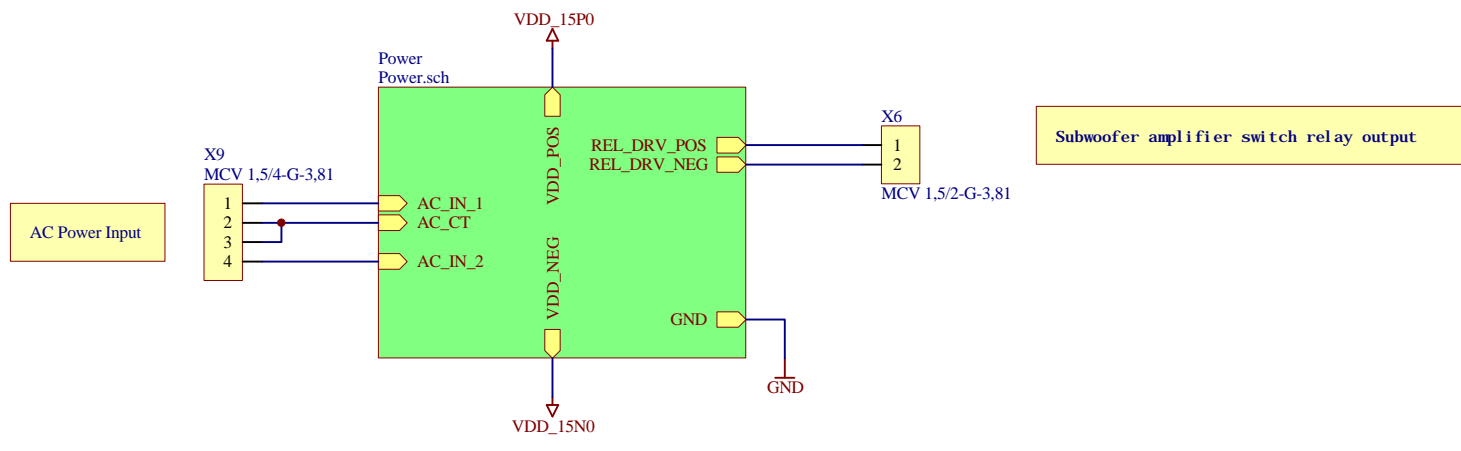 VDD_15P0
Power
Power.sch
VDD_POS
REL_DRV_POS
REL_DRV_NEG
X6
1
2
MCV 1,5/2-G-3,81
Subwoofer amplifier switch relay output
X9
MCV 1,5/4-G-3,81
1
2
3
4
AC_IN_1
AC_CT
AC_IN_2
AC Power Input
VDD_NEG
GND
GND
VDD_15N0